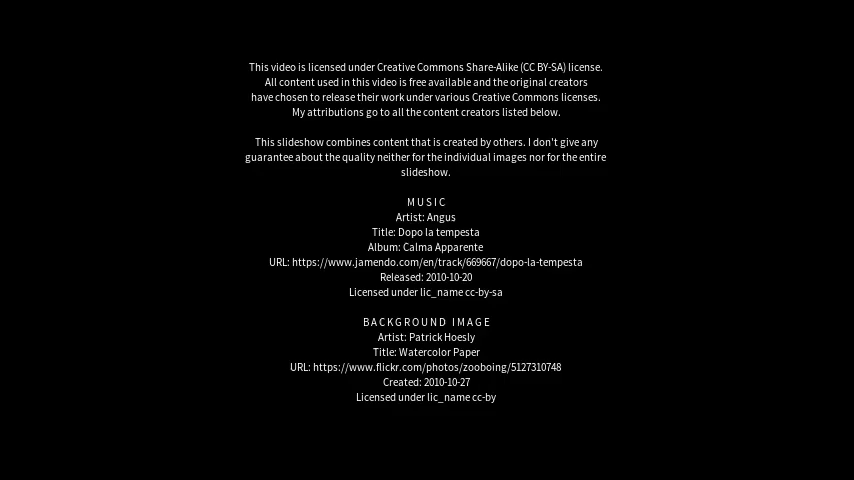 This video is licensed under Creative Commons Share-Alike (CC BY-SA) license.
All content used in this video is free available and the original creators
have chosen to release their work under various Creative Commons licenses.
My attributions go to all the content creators listed below.
This slideshow combines content that is created by others. I don't give any
guarantee about the quality neither for the individual images nor for the entire
slideshow.
MUSIC
Artist: Angus
Title: Dopo la tempesta
Album: Calma Apparente
URL: https://www.jamendo.com/en/track/669667/dopo-la-tempesta
Released: 2010-10-20
Licensed under lic_name cc-by-sa
BACKGROUND IMAGE
Artist: Patrick Hoesly
Title: Watercolor Paper
URL: https://www.flickr.com/photos/zooboing/5127310748
Created: 2010-10-27
Licensed under lic_name cc-by